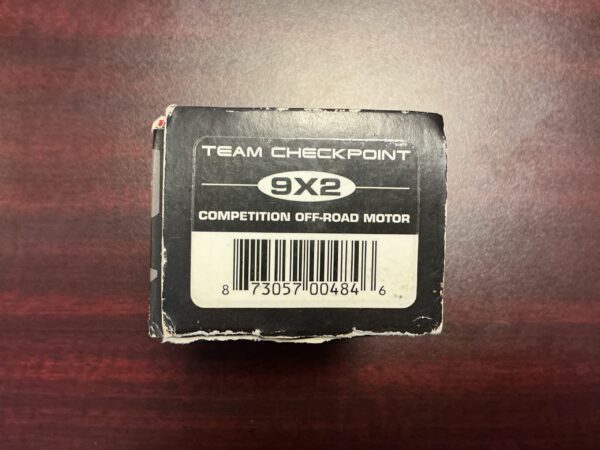 TEAM CHECKPOINT
9X2
COMPETITION OFF-ROAD MOTOR
8 73057 00484 6